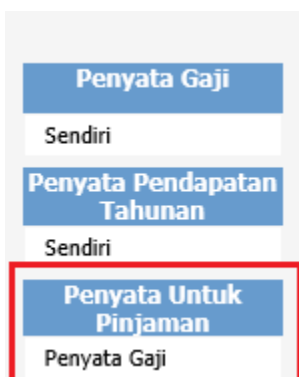 Penyata Gaji
Sendiri
Penyata Pendapatan
Tahunan
Sendiri
Penyata Untuk
Pinjaman
Penyata Gaji